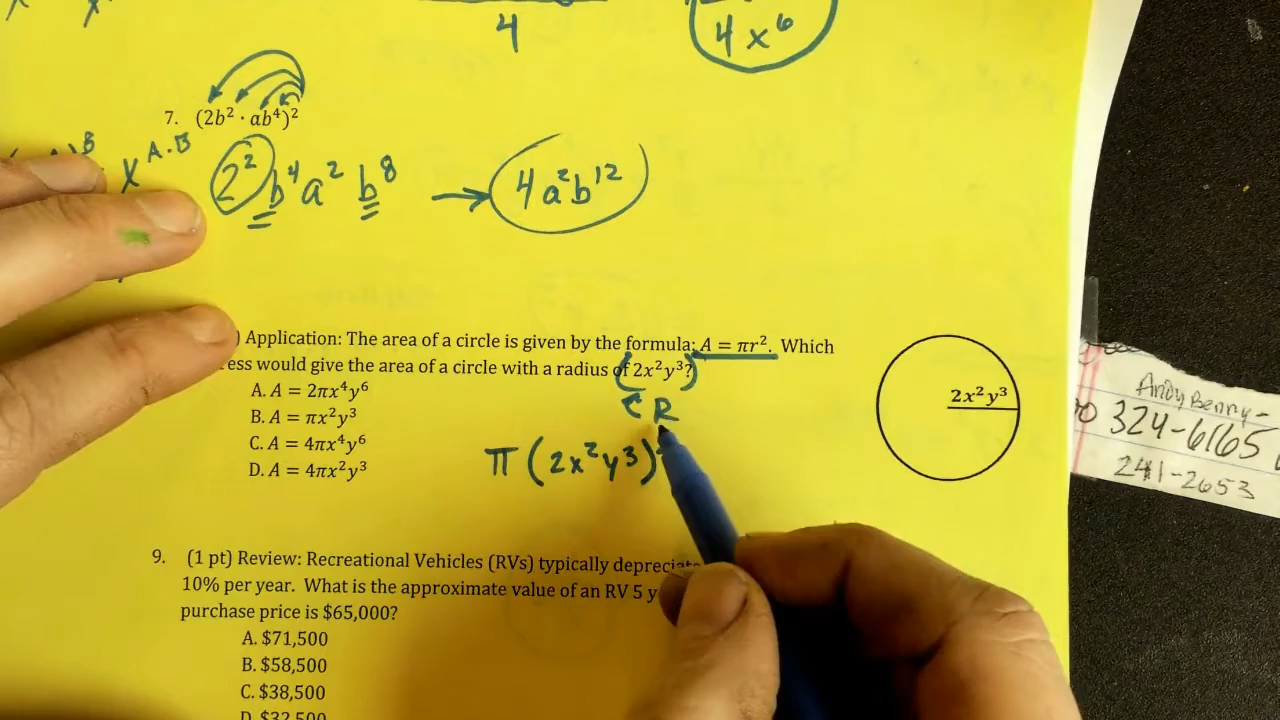 4
4x⁶
7. (2b² · ab⁴)²
B
x^A·B 2² b⁴ a² b⁸ → 4a²b¹²
) Application: The area of a circle is given by the formula: A = πr². Which
ess would give the area of a circle with a radius of (2x²y³?)
A. A = 2πx⁴y⁶
B. A = πx²y³
C. A = 4πx⁴y⁶
D. A = 4πx²y³
R
π(2x²y³)
2x²y³
Andy Benny-
324-6165
241-2653
9. (1 pt) Review: Recreational Vehicles (RVs) typically depreciate
10% per year. What is the approximate value of an RV 5 y
purchase price is $65,000?
A. $71,500
B. $58,500
C. $38,500
D. $32,500